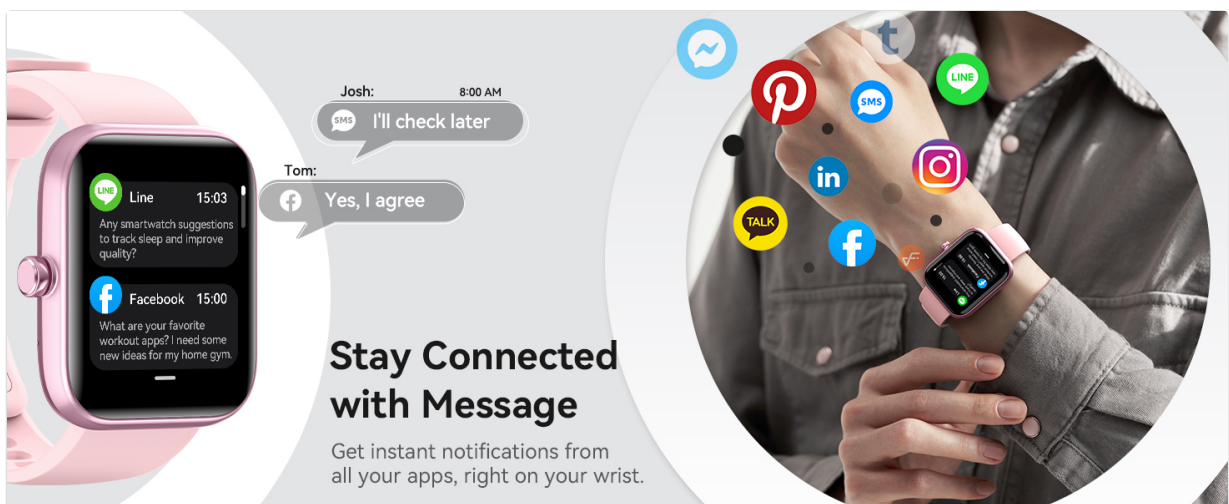 Josh:
8:00 AM
SMS
I'll check later
Tom:
Yes, I agree
LINE
Line
15:03
Any smartwatch suggestions
to track sleep and improve
quality?
Facebook
15:00
What are your favorite
workout apps? I need some
new ideas for my home gym.
Stay Connected
with Message
Get instant notifications from
all your apps, right on your wrist.
t
LINE
SMS
in
TALK
f